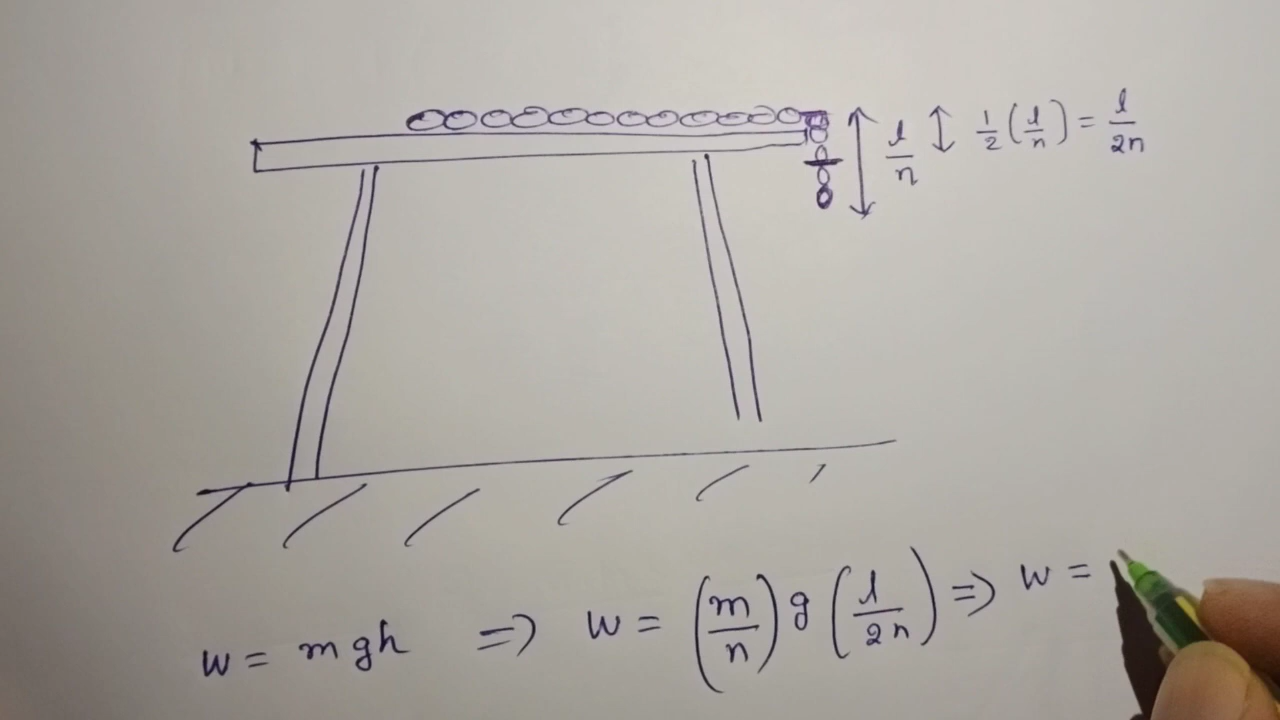 l/n 1/2 (l/n) = l/2n
w = mgh ⇒ w = (m/n) g (l/2n) ⇒ w =